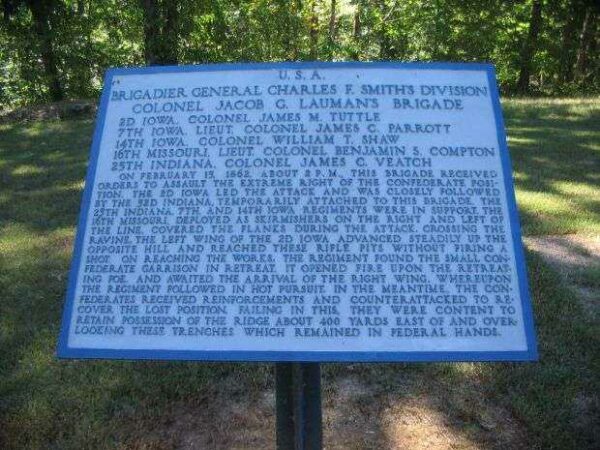 U.S.A.
BRIGADIER GENERAL CHARLES F. SMITH'S DIVISION
COLONEL JACOB G. LAUMAN'S BRIGADE
2D IOWA, COLONEL JAMES M. TUTTLE
7TH IOWA, LIEUT. COLONEL JAMES C. PARROTT
14TH IOWA, COLONEL WILLIAM T. SHAW
16TH MISSOURI, LIEUT. COLONEL BENJAMIN S. COMPTON
25TH INDIANA, COLONEL JAMES C. VEATCH
ON FEBRUARY 15, 1862, ABOUT 2 P.M., THIS BRIGADE RECEIVED
ORDERS TO ASSAULT THE EXTREME RIGHT OF THE CONFEDERATE POSI-
TION. THE 2D IOWA LED THE ATTACK AND WAS CLOSELY FOLLOWED
BY THE 52D INDIANA, TEMPORARILY ATTACHED TO THIS BRIGADE. THE
25TH INDIANA, 7TH AND 14TH IOWA REGIMENTS WERE IN SUPPORT. THE
16TH MISSOURI, DEPLOYED AS SKIRMISHERS ON THE RIGHT AND LEFT OF
THE LINE, COVERED THE FLANKS DURING THE ATTACK. CROSSING THE
RAVINE, THE LEFT WING OF THE 2D IOWA ADVANCED STEADILY UP THE
OPPOSITE HILL AND REACHED THESE RIFLE PITS WITHOUT FIRING A
SHOT. ON REACHING THE WORKS, THE REGIMENT FOUND THE SMALL CON-
FEDERATE GARRISON IN RETREAT. IT OPENED FIRE UPON THE RETREAT-
ING FOE, AND AWAITED THE ARRIVAL OF THE RIGHT WING, WHEREUPON
THE REGIMENT FOLLOWED IN HOT PURSUIT. IN THE MEANTIME, THE CON-
FEDERATES RECEIVED REINFORCEMENTS AND COUNTERATTACKED TO RE-
COVER THE LOST POSITION. FAILING IN THIS, THEY WERE CONTENT TO
RETAIN POSSESSION OF THE RIDGE ABOUT 400 YARDS EAST OF AND OVER-
LOOKING THESE TRENCHES WHICH REMAINED IN FEDERAL HANDS.